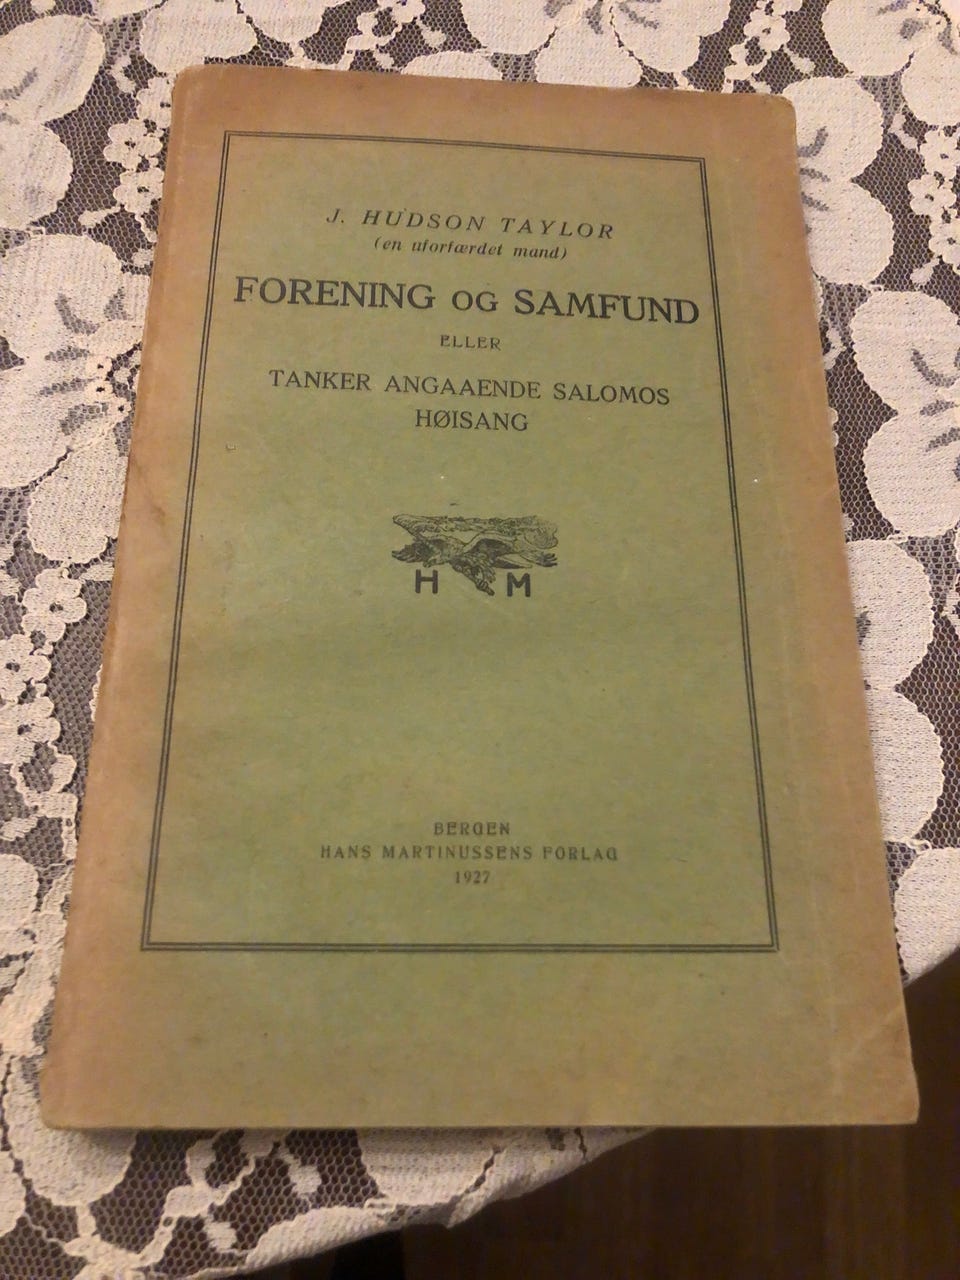 J. HUDSON TAYLOR
(en uforfærdet mand)
FORENING OG SAMFUND
ELLER
TANKER ANGAAENDE SALOMOS
HØISANG
H M
BERGEN
HANS MARTINUSSENS FORLAG
1927